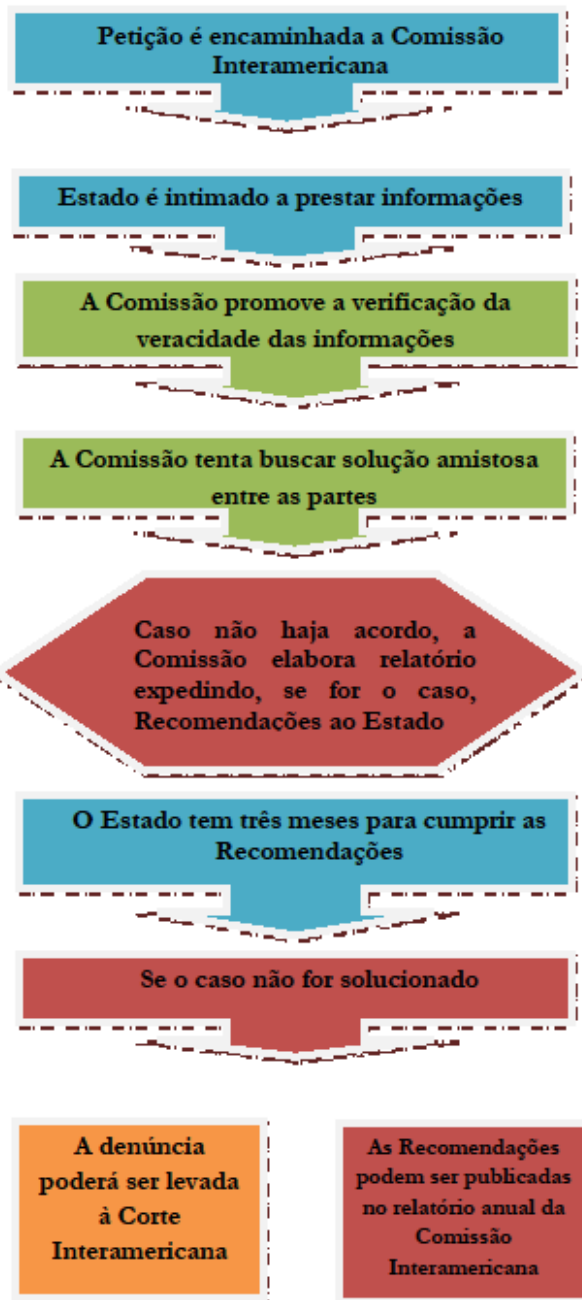 Petição é encaminhada a Comissão
Interamericana
Estado é intimado a prestar informações
A Comissão promove a verificação da
veracidade das informações
A Comissão tenta buscar solução amistosa
entre as partes
Caso não haja acordo, a
Comissão elabora relatório
expedindo, se for o caso,
Recomendações ao Estado
O Estado tem três meses para cumprir as
Recomendações
Se o caso não for solucionado
A denúncia
poderá ser levada
à Corte
Interamericana
As Recomendações
podem ser publicadas
no relatório anual da
Comissão
Interamericana